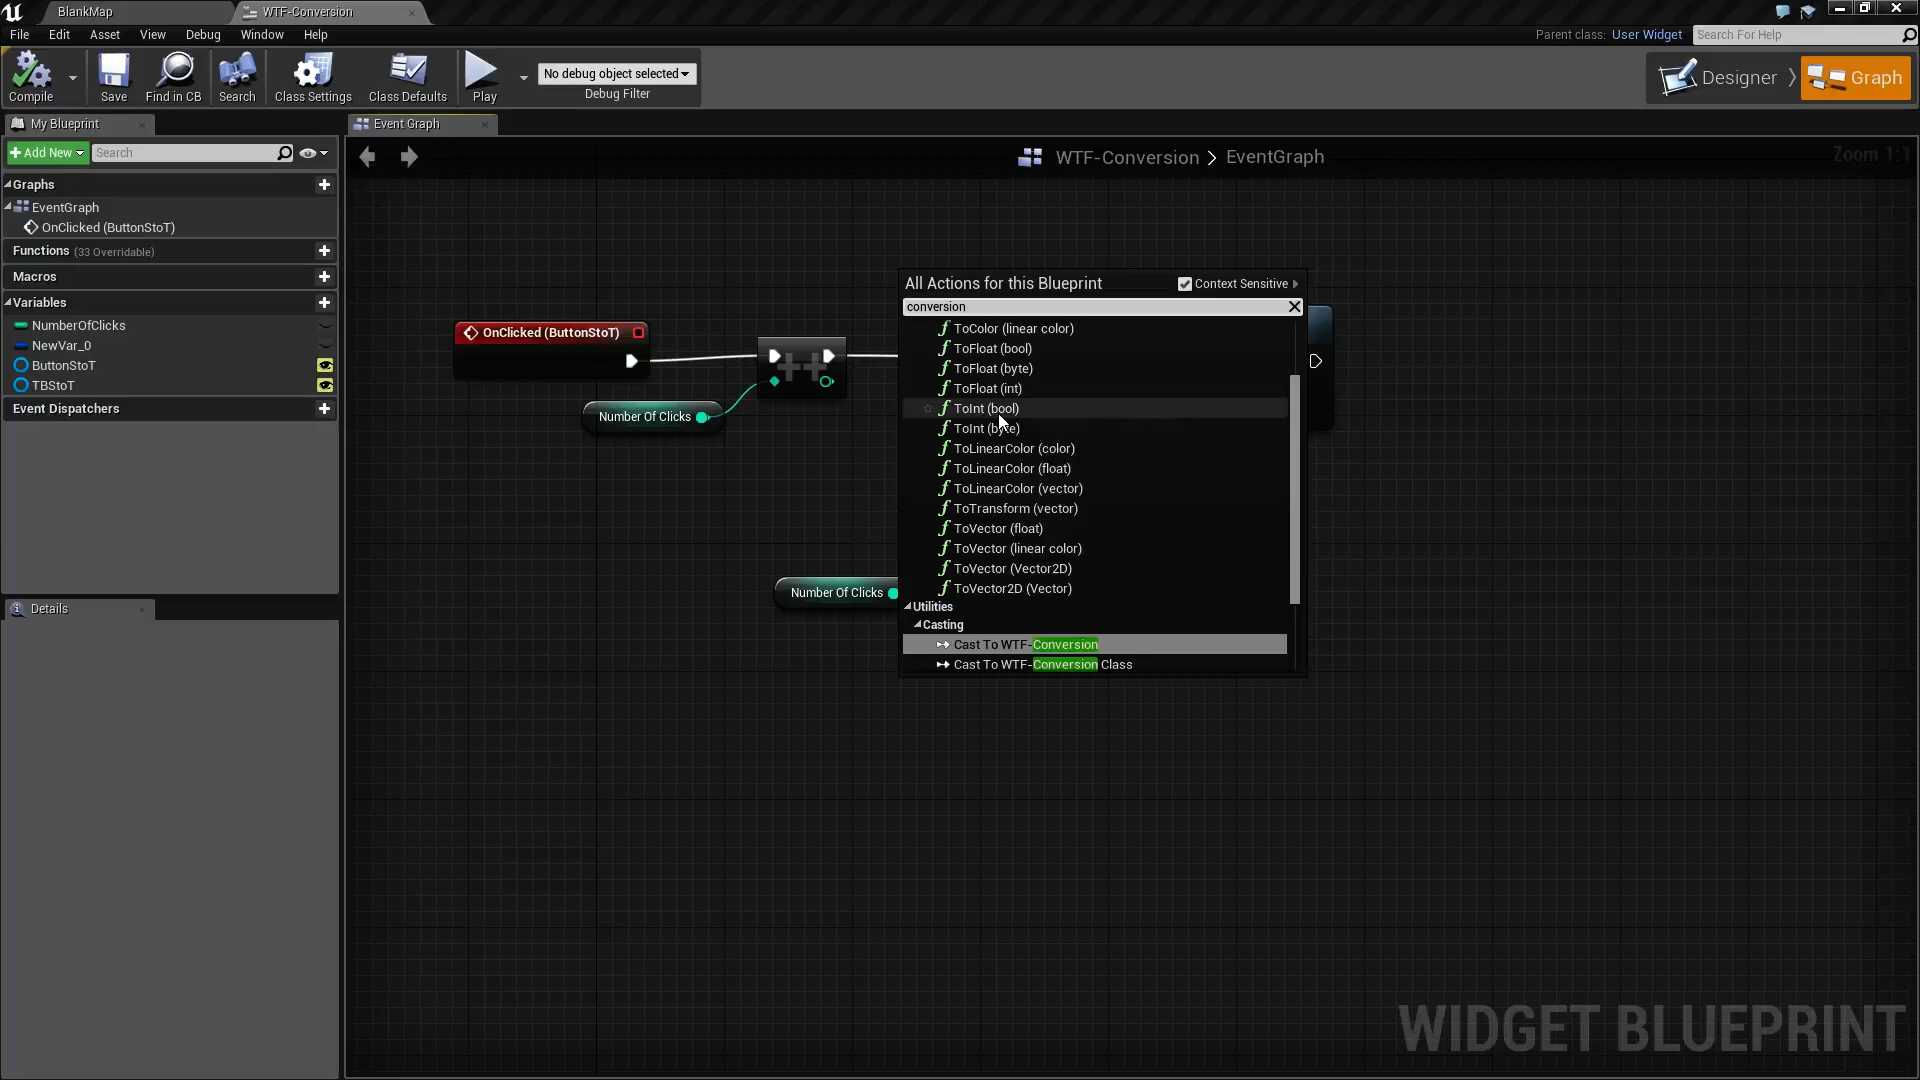 BlankMap
WTF-Conversion
File Edit Asset View Debug Window Help
Parent class: User Widget
Search For Help
Compile
Save
Find in CB
Search
Class Settings
Class Defaults
Play
No debug object selected
Debug Filter
Designer
Graph
My Blueprint
Event Graph
Add New
Search
WTF-Conversion > EventGraph
Zoom 1:1
Graphs
EventGraph
OnClicked (ButtonStoT)
Functions (33 Overridable)
Macros
Variables
NumberOfClicks
NewVar_0
ButtonStoT
TBStoT
Event Dispatchers
Details
OnClicked (ButtonStoT)
Number Of Clicks
Number Of Clicks
All Actions for this Blueprint
Context Sensitive
conversion
ToColor (linear color)
ToFloat (bool)
ToFloat (byte)
ToFloat (int)
ToInt (bool)
ToInt (byte)
ToLinearColor (color)
ToLinearColor (float)
ToLinearColor (vector)
ToTransform (vector)
ToVector (float)
ToVector (linear color)
ToVector (Vector2D)
ToVector2D (Vector)
Utilities
Casting
Cast To WTF-Conversion
Cast To WTF-Conversion Class
WIDGET BLUEPRINT